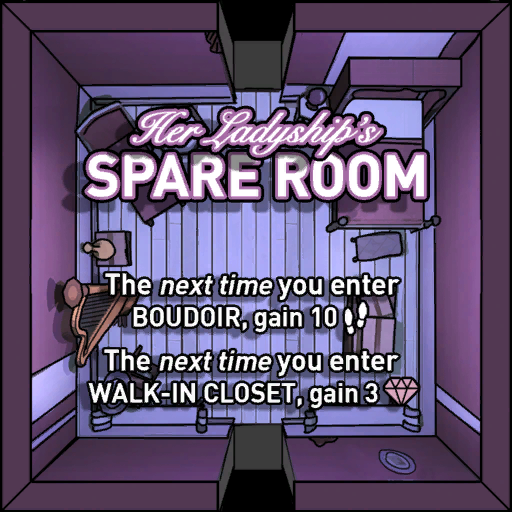 Her Ladyship's
SPARE ROOM
The next time you enter
BOUDOIR, gain 10
The next time you enter
WALK-IN CLOSET, gain 3